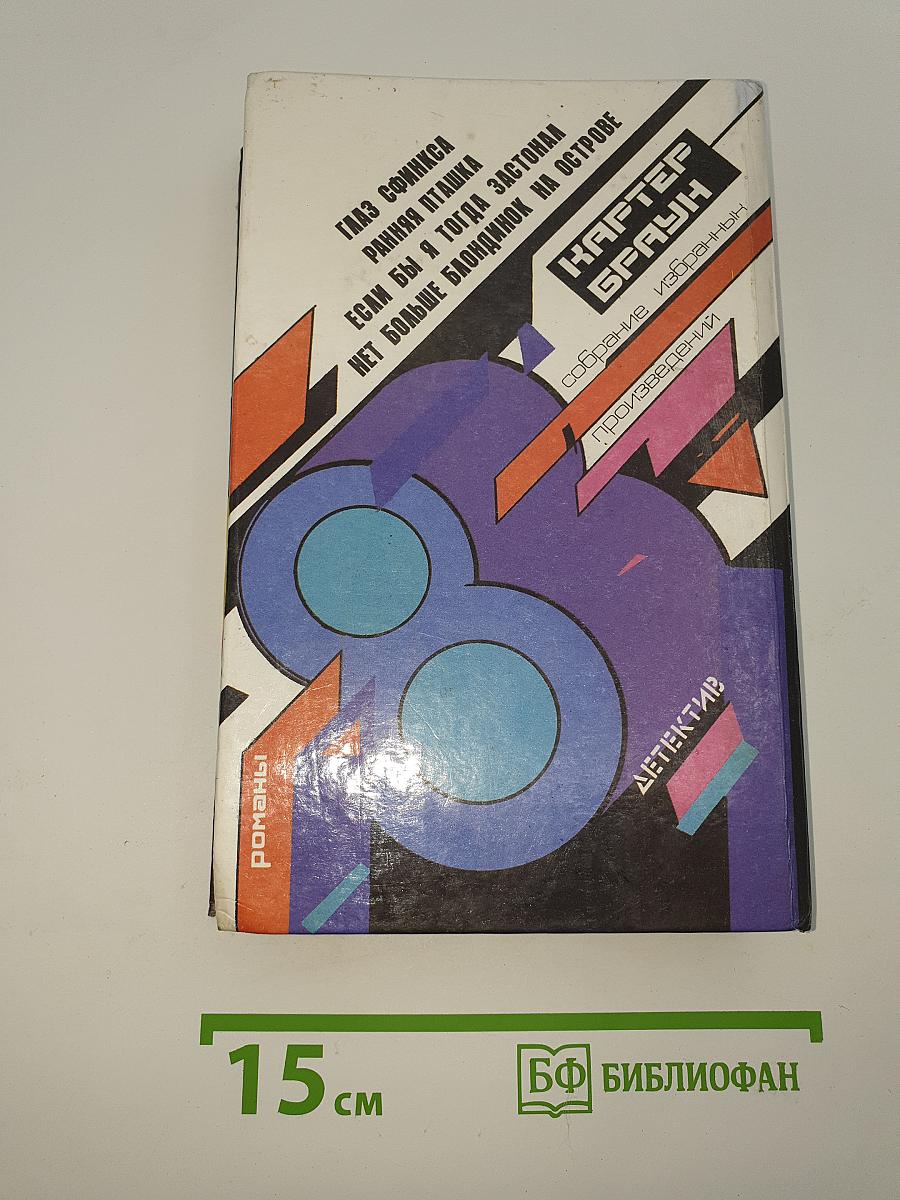 ГЛАЗ СФИНКСА
РАННЯЯ ПТАШКА
ЕСЛИ БЫ Я ТОГДА ЗАСТОНАЛ
НЕТ БОЛЬШЕ БЛОНДИНОК НА ОСТРОВЕ
КАРТЕР
БРАУН
собрание избранных
произведений
8
ДЕТЕКТИВ
романы
15 см
БФ БИБЛИОФАН